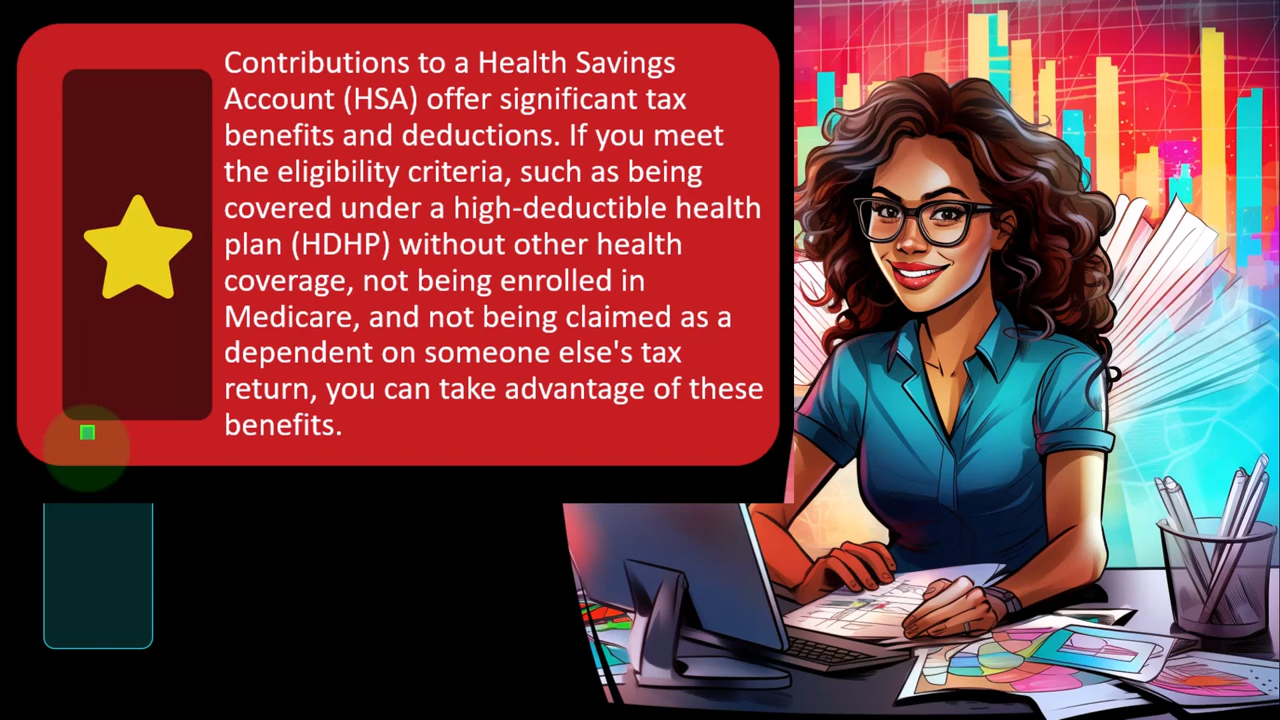 Contributions to a Health Savings
Account (HSA) offer significant tax
benefits and deductions. If you meet
the eligibility criteria, such as being
covered under a high-deductible health
plan (HDHP) without other health
coverage, not being enrolled in
Medicare, and not being claimed as a
dependent on someone else's tax
return, you can take advantage of these
benefits.